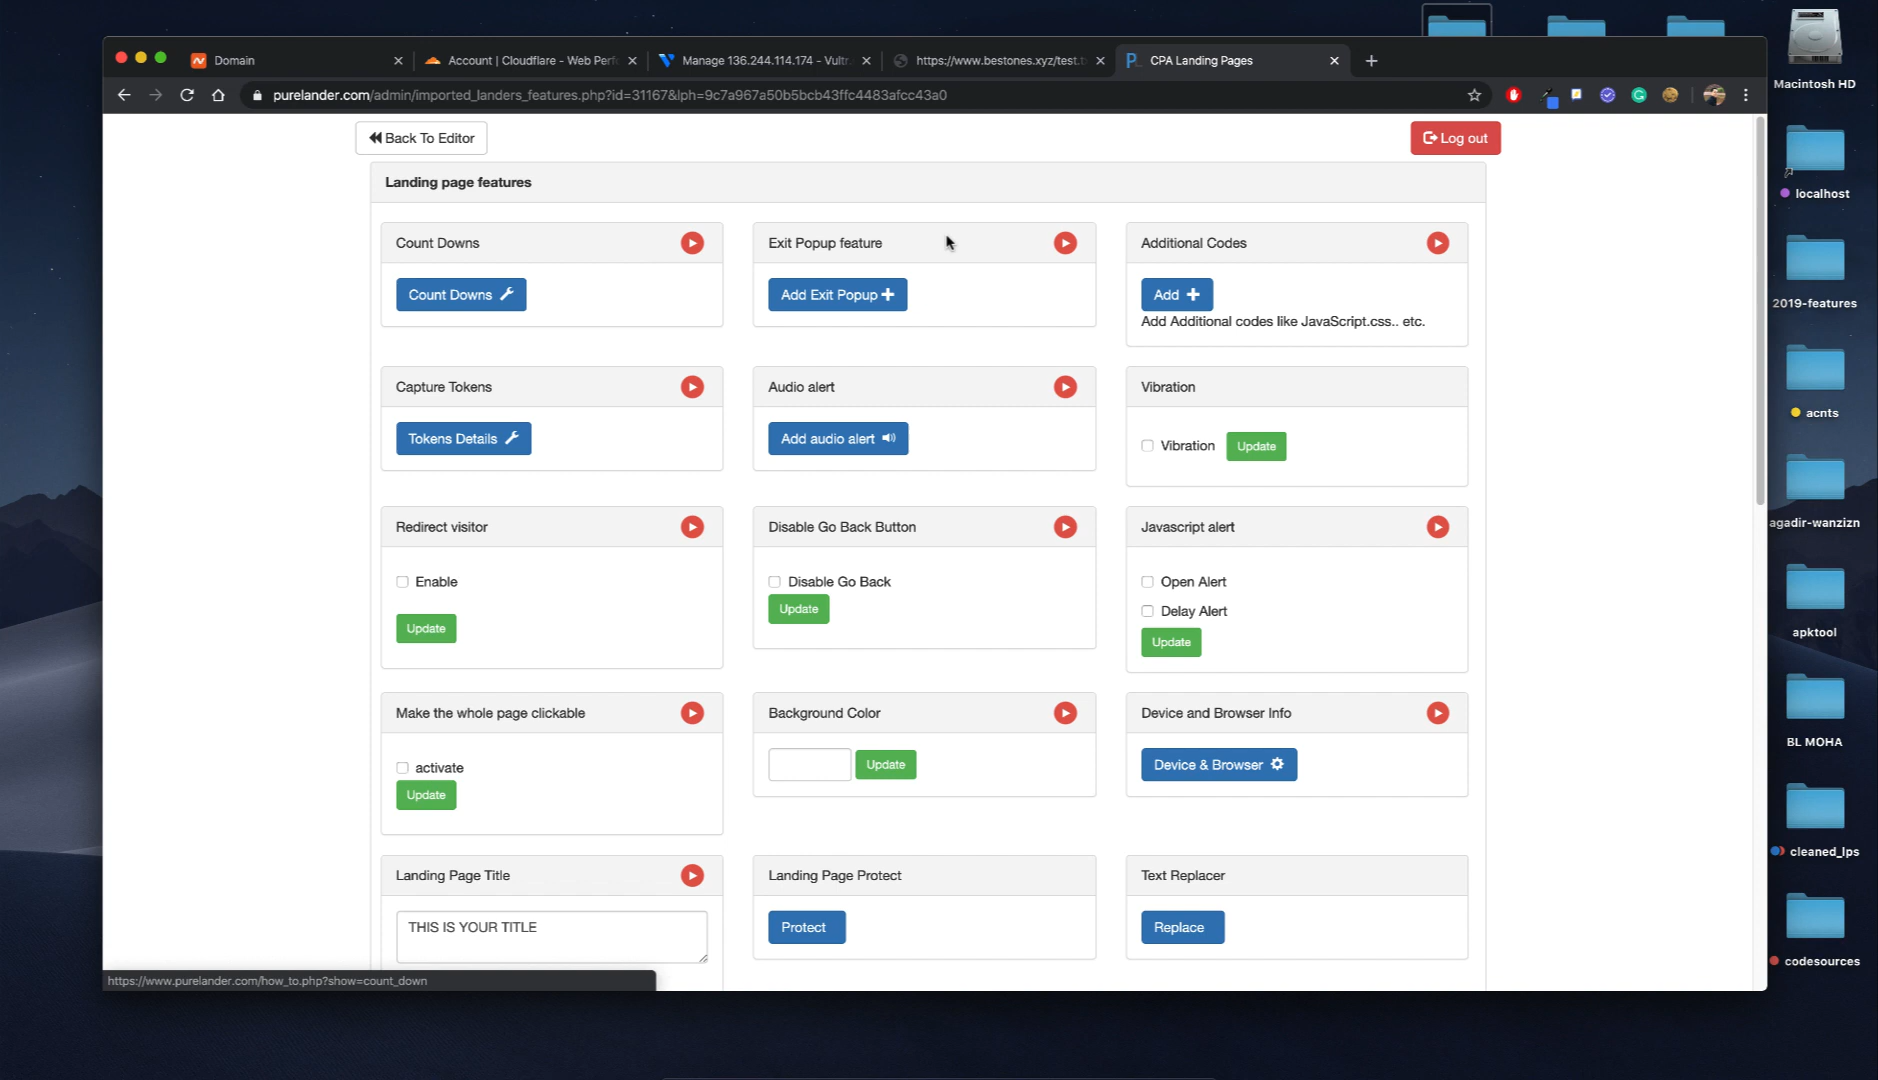 Domain
Account | Cloudflare - Web Perfo
Manage 136.244.114.174 - Vultr.
https://www.bestones.xyz/test.t
CPA Landing Pages
purelander.com/admin/imported_landers_features.php?id=31167&lph=9c7a967a50b5bcb43ffc4483afcc43a0
Back To Editor
Log out
Landing page features
Count Downs
Exit Popup feature
Additional Codes
Count Downs
Add Exit Popup
Add
Add Additional codes like JavaScript.css.. etc.
Capture Tokens
Audio alert
Vibration
Tokens Details
Add audio alert
Vibration
Update
Redirect visitor
Disable Go Back Button
Javascript alert
Enable
Disable Go Back
Open Alert
Update
Delay Alert
Update
Update
Make the whole page clickable
Background Color
Device and Browser Info
activate
Update
Device & Browser
Update
Landing Page Title
Landing Page Protect
Text Replacer
THIS IS YOUR TITLE
Protect
Replace
https://www.purelander.com/how_to.php?show=count_down
Macintosh HD
localhost
2019-features
acnts
agadir-wanzizn
apktool
BL MOHA
cleaned_lps
codesources